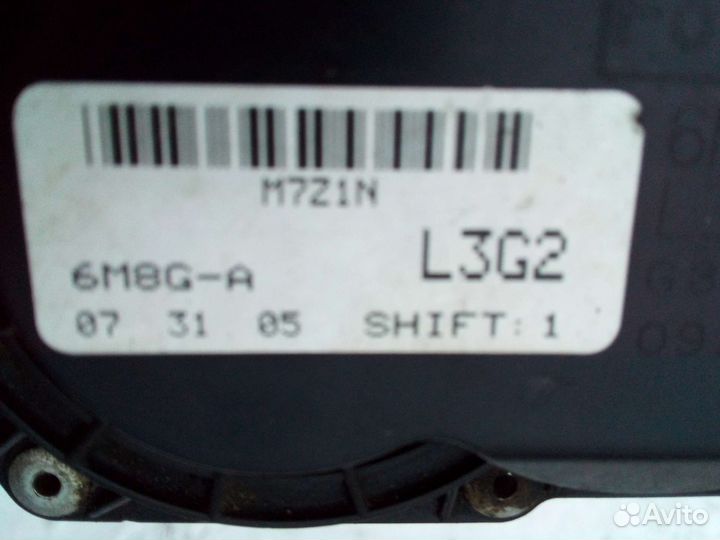 M7Z1N
L3G2
6M8G-A
07 31 05 SHIFT: 1
Avito